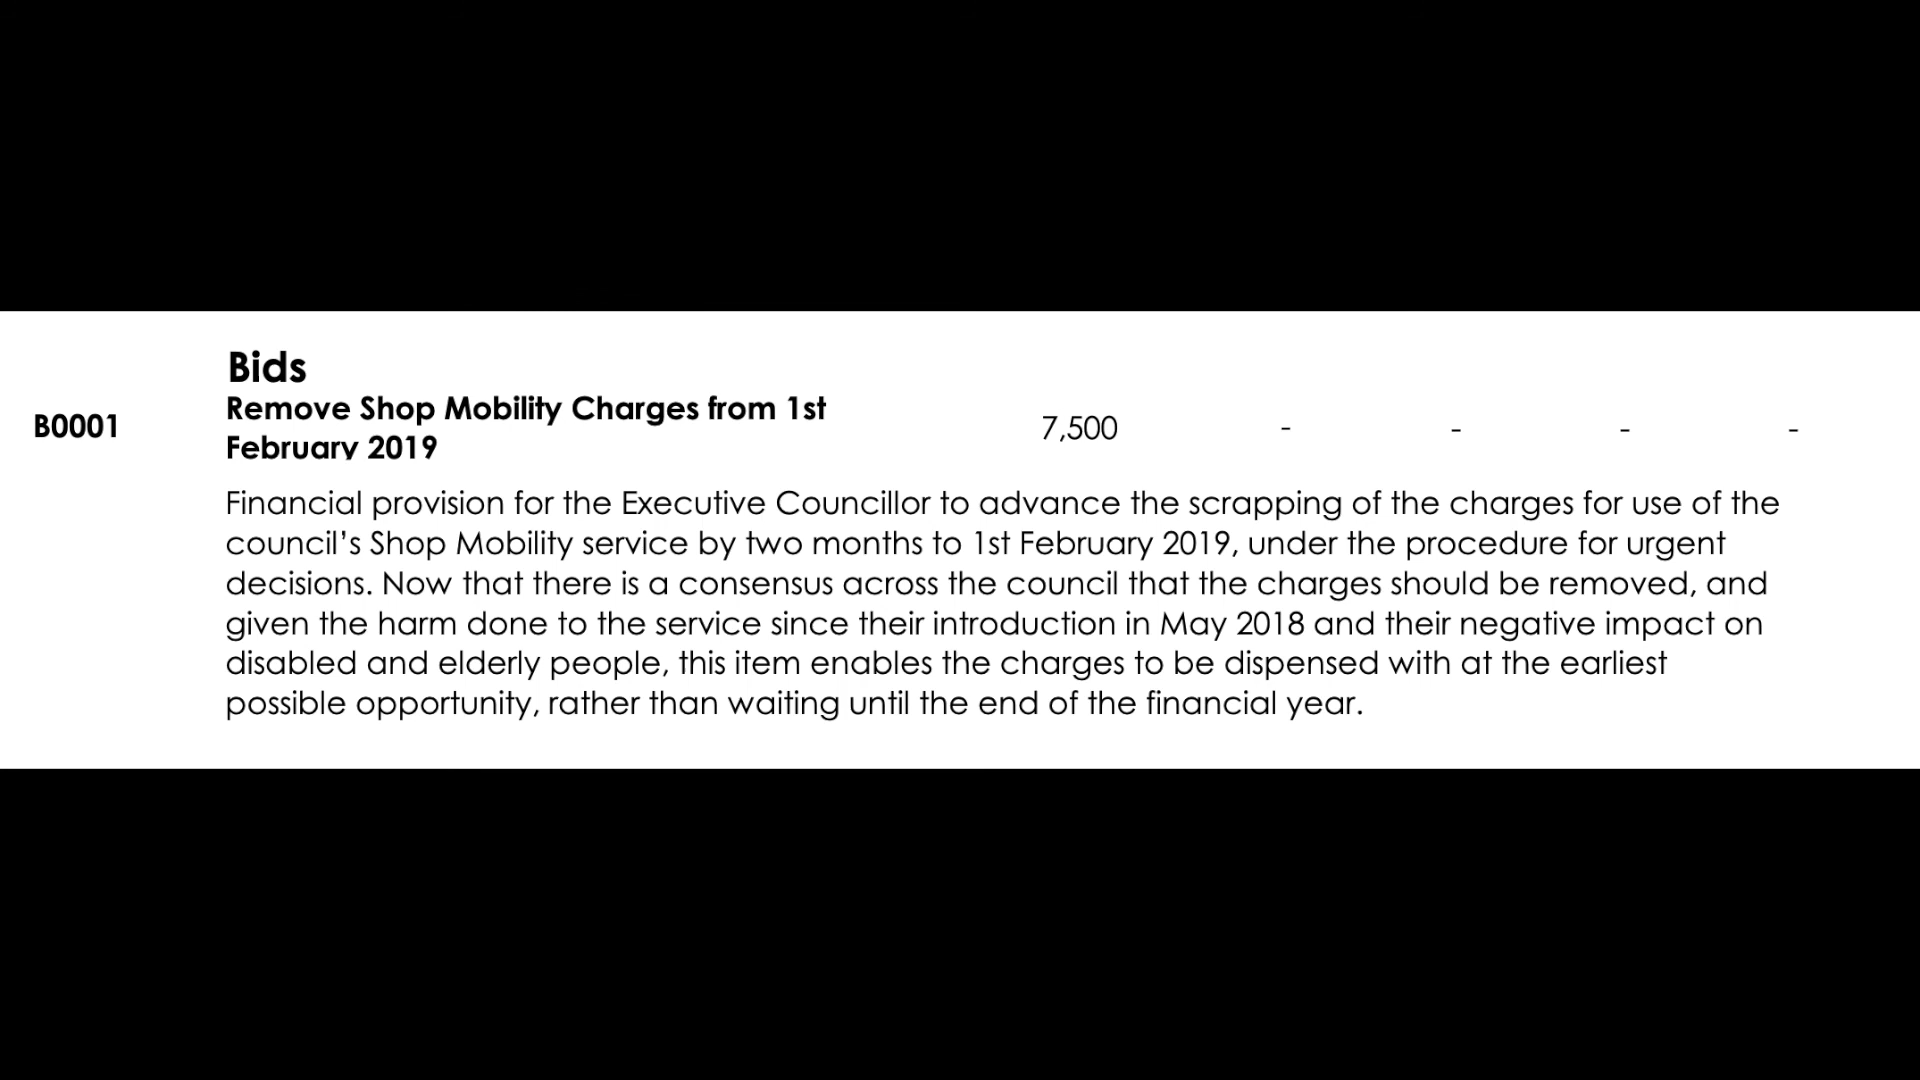 Bids
B0001 Remove Shop Mobility Charges from 1st February 2019 7,500 - - - -
Financial provision for the Executive Councillor to advance the scrapping of the charges for use of the
council’s Shop Mobility service by two months to 1st February 2019, under the procedure for urgent
decisions. Now that there is a consensus across the council that the charges should be removed, and
given the harm done to the service since their introduction in May 2018 and their negative impact on
disabled and elderly people, this item enables the charges to be dispensed with at the earliest
possible opportunity, rather than waiting until the end of the financial year.